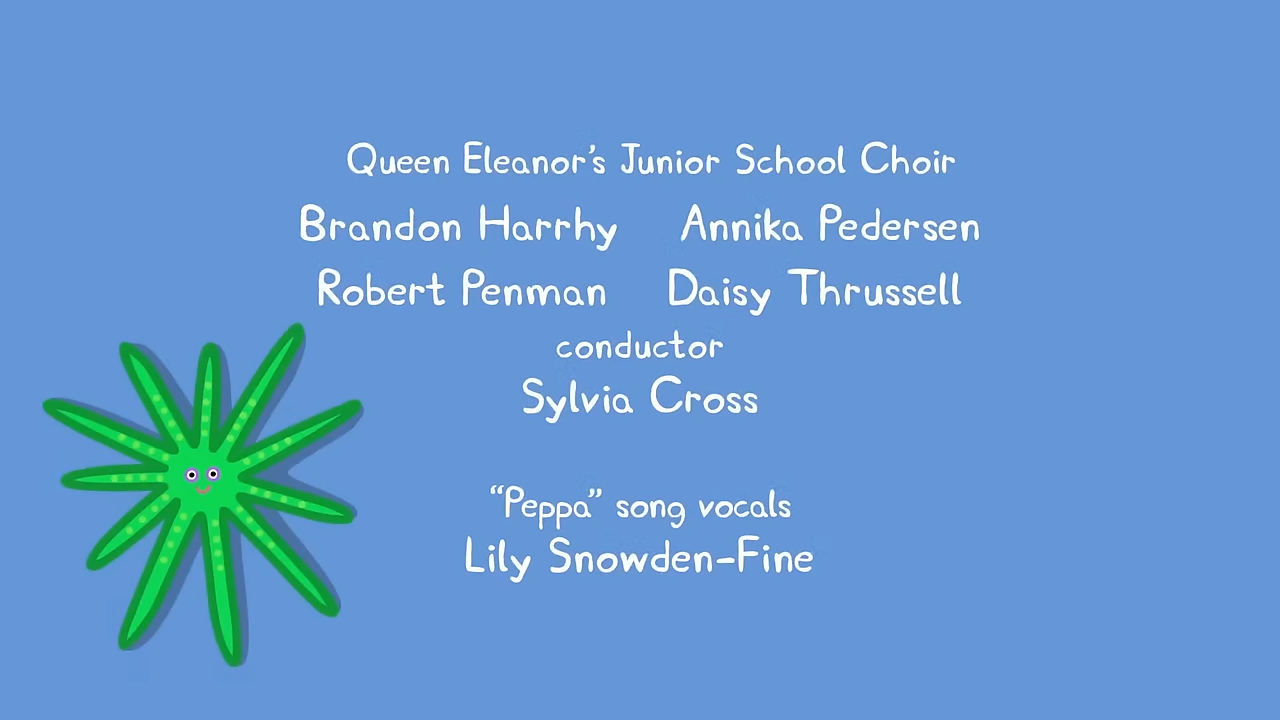 Queen Eleanor's Junior School Choir
Brandon Harrhy Annika Pedersen
Robert Penman Daisy Thrussell
conductor
Sylvia Cross
“Peppa” song vocals
Lily Snowden-Fine